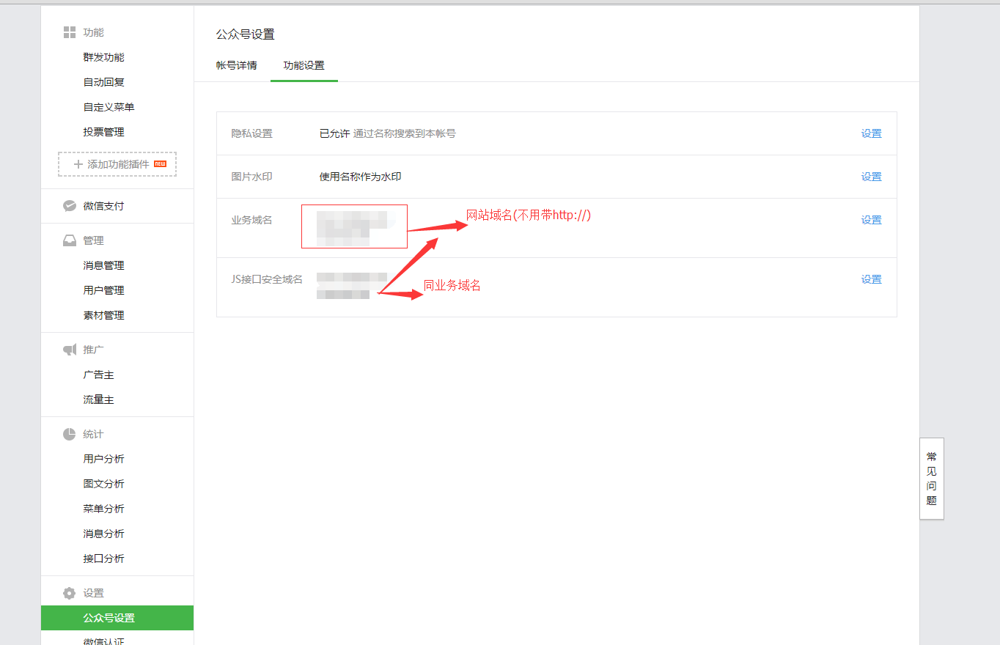 功能
群发功能
自动回复
自定义菜单
投票管理
添加功能插件 NEW
微信支付
管理
消息管理
用户管理
素材管理
推广
广告主
流量主
统计
用户分析
图文分析
菜单分析
消息分析
接口分析
设置
公众号设置
微信认证
公众号设置
帐号详情 功能设置
隐私设置 已允许 通过名称搜索到本帐号 设置
图片水印 使用名称作为水印 设置
业务域名 网站域名(不用带http://) 设置
JS接口安全域名 同业务域名 设置
常
见
问
题